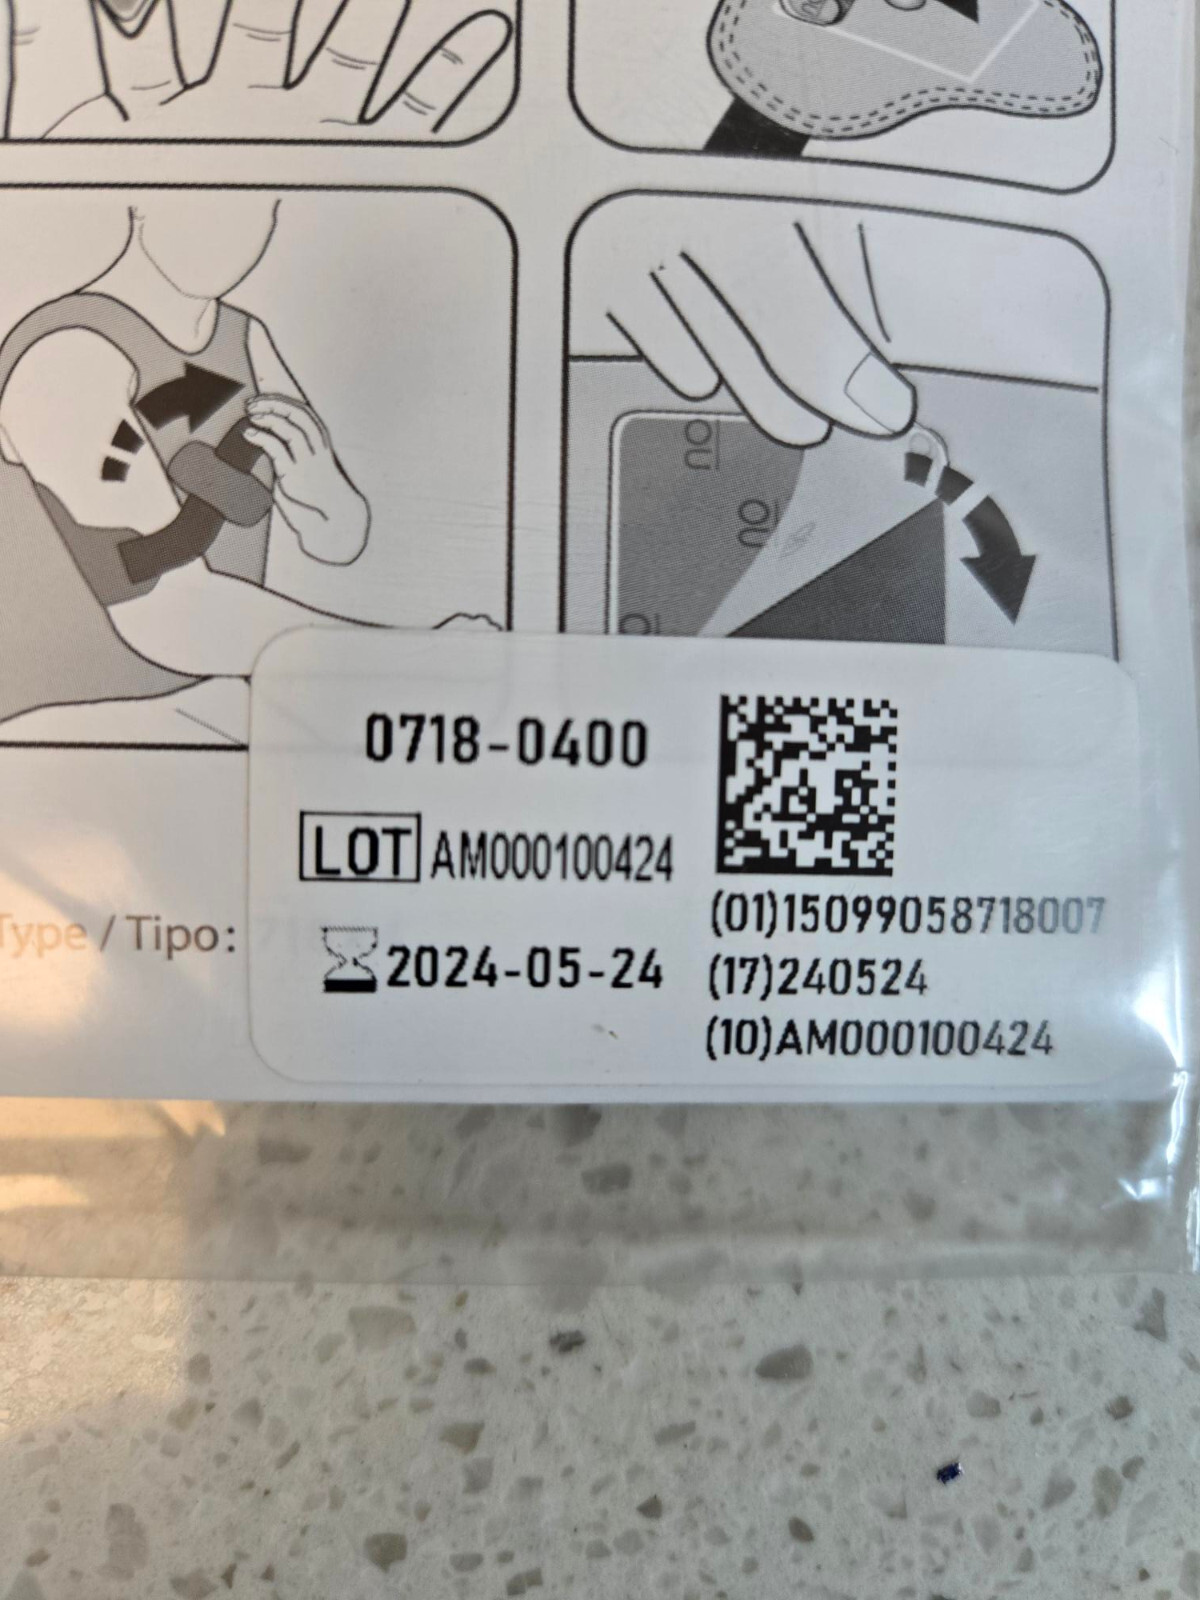 0718-0400
LOT AM000100424
2024-05-24
Type / Tipo:
(01)15099058718007
(17)240524
(10)AM000100424